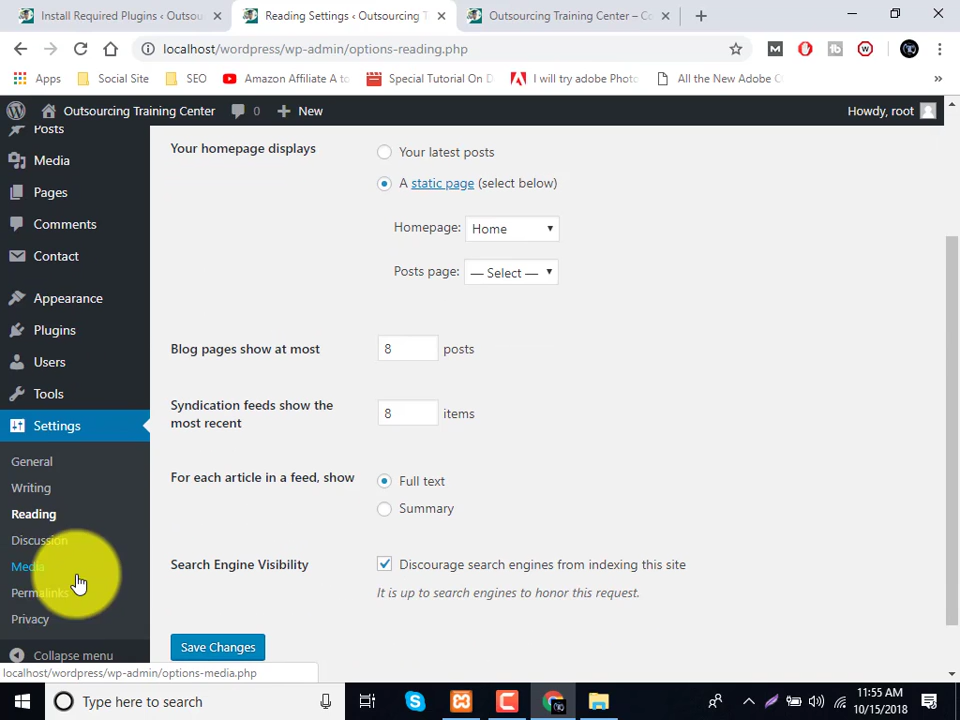 Install Required Plugins ‹ Outsou
Reading Settings ‹ Outsourcing T
Outsourcing Training Center – Co
localhost/wordpress/wp-admin/options-reading.php
Apps
Social Site
SEO
Amazon Affiliate A to
Special Tutorial On D
I will try adobe Photo
All the New Adobe C
»
Outsourcing Training Center
0
New
Howdy, root
Posts
Media
Pages
Comments
Contact
Appearance
Plugins
Users
Tools
Settings
General
Writing
Reading
Discussion
Media
Permalinks
Privacy
Collapse menu
Your homepage displays
Your latest posts
A static page (select below)
Homepage: Home
Posts page: — Select —
Blog pages show at most
8 posts
Syndication feeds show the
most recent
8 items
For each article in a feed, show
Full text
Summary
Search Engine Visibility
Discourage search engines from indexing this site
It is up to search engines to honor this request.
Save Changes
localhost/wordpress/wp-admin/options-media.php
Type here to search
11:55 AM
10/15/2018